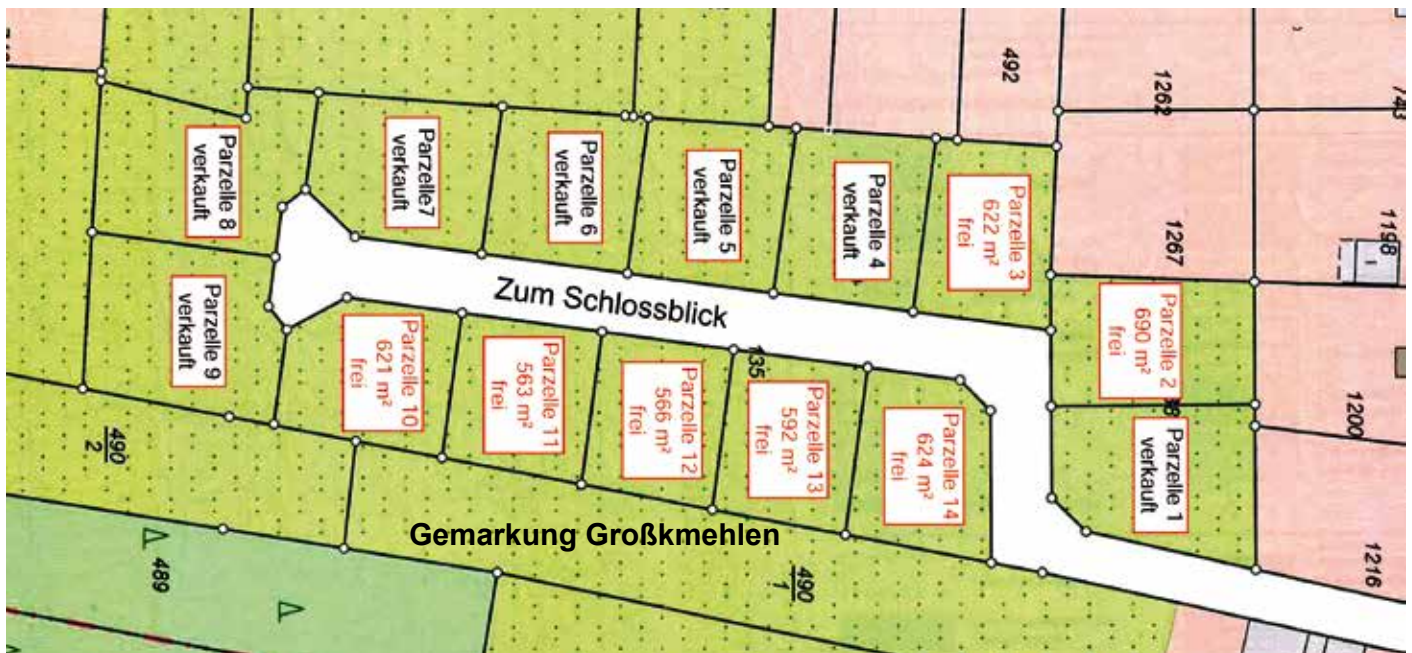 492
1262
743
1198
1267
1200
1216
Parzelle 8
verkauft
Parzelle7
verkauft
Parzelle 6
verkauft
Parzelle 5
verkauft
Parzelle 4
verkauft
Parzelle 3
622 m²
frei
Parzelle 2
690 m²
frei
Parzelle 1
verkauft
Zum Schlossblick
135
Parzelle 9
verkauft
Parzelle 10
621 m²
frei
Parzelle 11
563 m²
frei
Parzelle 12
566 m²
frei
Parzelle 13
592 m²
frei
Parzelle 14
624 m²
frei
Gemarkung Großkmehlen
490
2
490
1
489